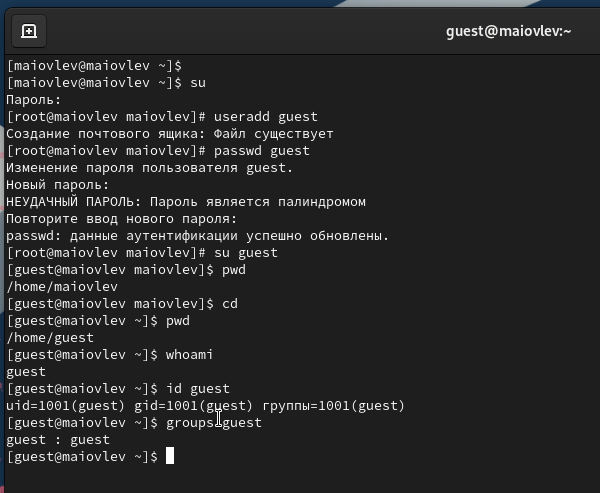 guest@maiovlev:~
[maiovlev@maiovlev ~]$
[maiovlev@maiovlev ~]$ su
Пароль:
[root@maiovlev maiovlev]# useradd guest
Создание почтового ящика: Файл существует
[root@maiovlev maiovlev]# passwd guest
Изменение пароля пользователя guest.
Новый пароль:
НЕУДАЧНЫЙ ПАРОЛЬ: Пароль является палиндромом
Повторите ввод нового пароля:
passwd: данные аутентификации успешно обновлены.
[root@maiovlev maiovlev]# su guest
[guest@maiovlev maiovlev]$ pwd
/home/maiovlev
[guest@maiovlev maiovlev]$ cd
[guest@maiovlev ~]$ pwd
/home/guest
[guest@maiovlev ~]$ whoami
guest
[guest@maiovlev ~]$ id guest
uid=1001(guest) gid=1001(guest) группы=1001(guest)
[guest@maiovlev ~]$ groups guest
guest : guest
[guest@maiovlev ~]$